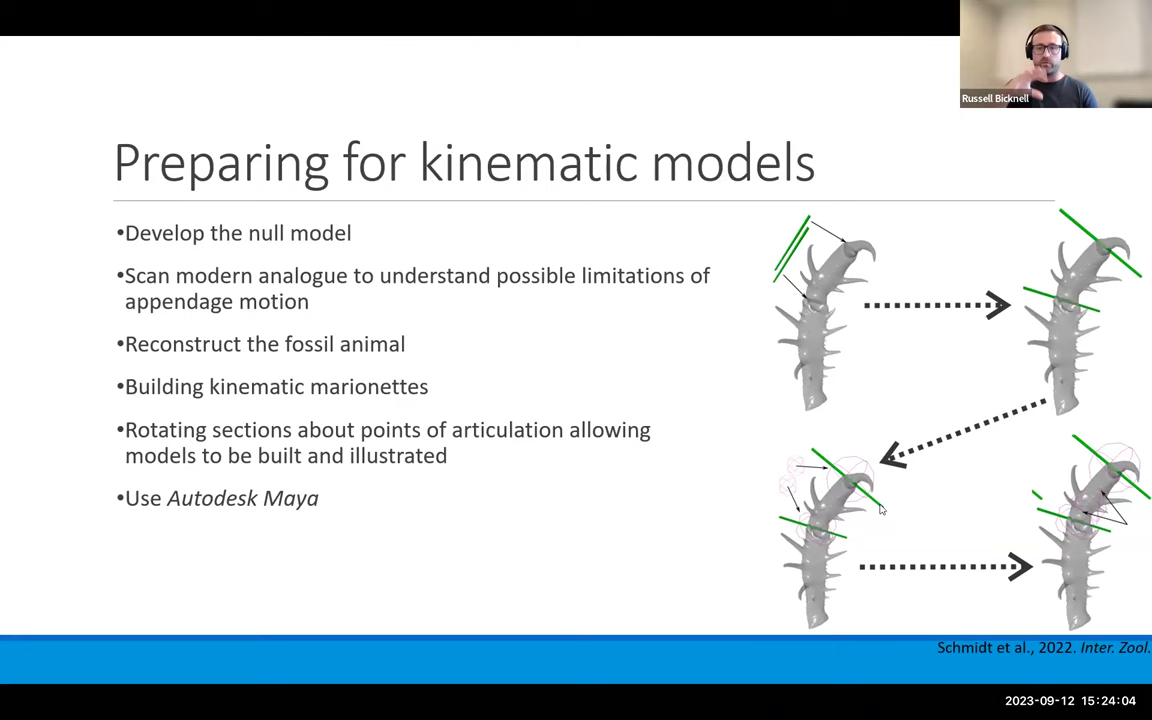 Russell Bicknell
Preparing for kinematic models
•Develop the null model
•Scan modern analogue to understand possible limitations of
appendage motion
•Reconstruct the fossil animal
•Building kinematic marionettes
•Rotating sections about points of articulation allowing
models to be built and illustrated
•Use Autodesk Maya
Schmidt et al., 2022. Inter. Zool.
2023-09-12 15:24:04